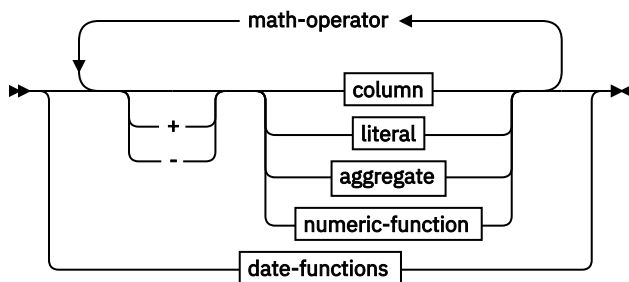 math-operator
column
+
literal
-
aggregate
numeric-function
date-functions